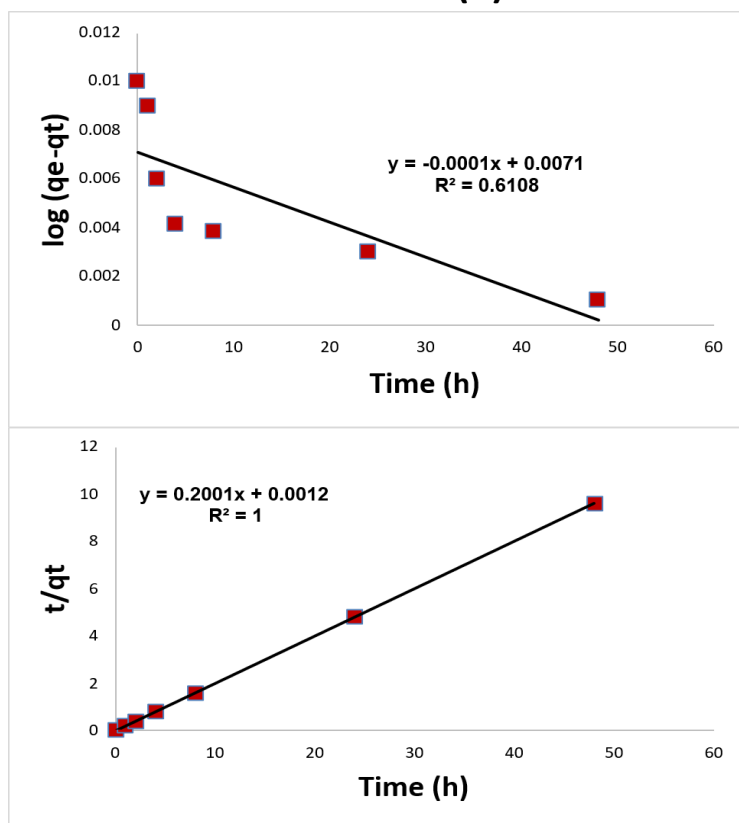 0.012
0.01
0.008
0.006
0.004
0.002
0
log (qe-qt)
y = -0.0001x + 0.0071
R² = 0.6108
0 10 20 30 40 50 60
Time (h)
12
10
8
6
4
2
0
t/qt
y = 0.2001x + 0.0012
R² = 1
0 10 20 30 40 50 60
Time (h)